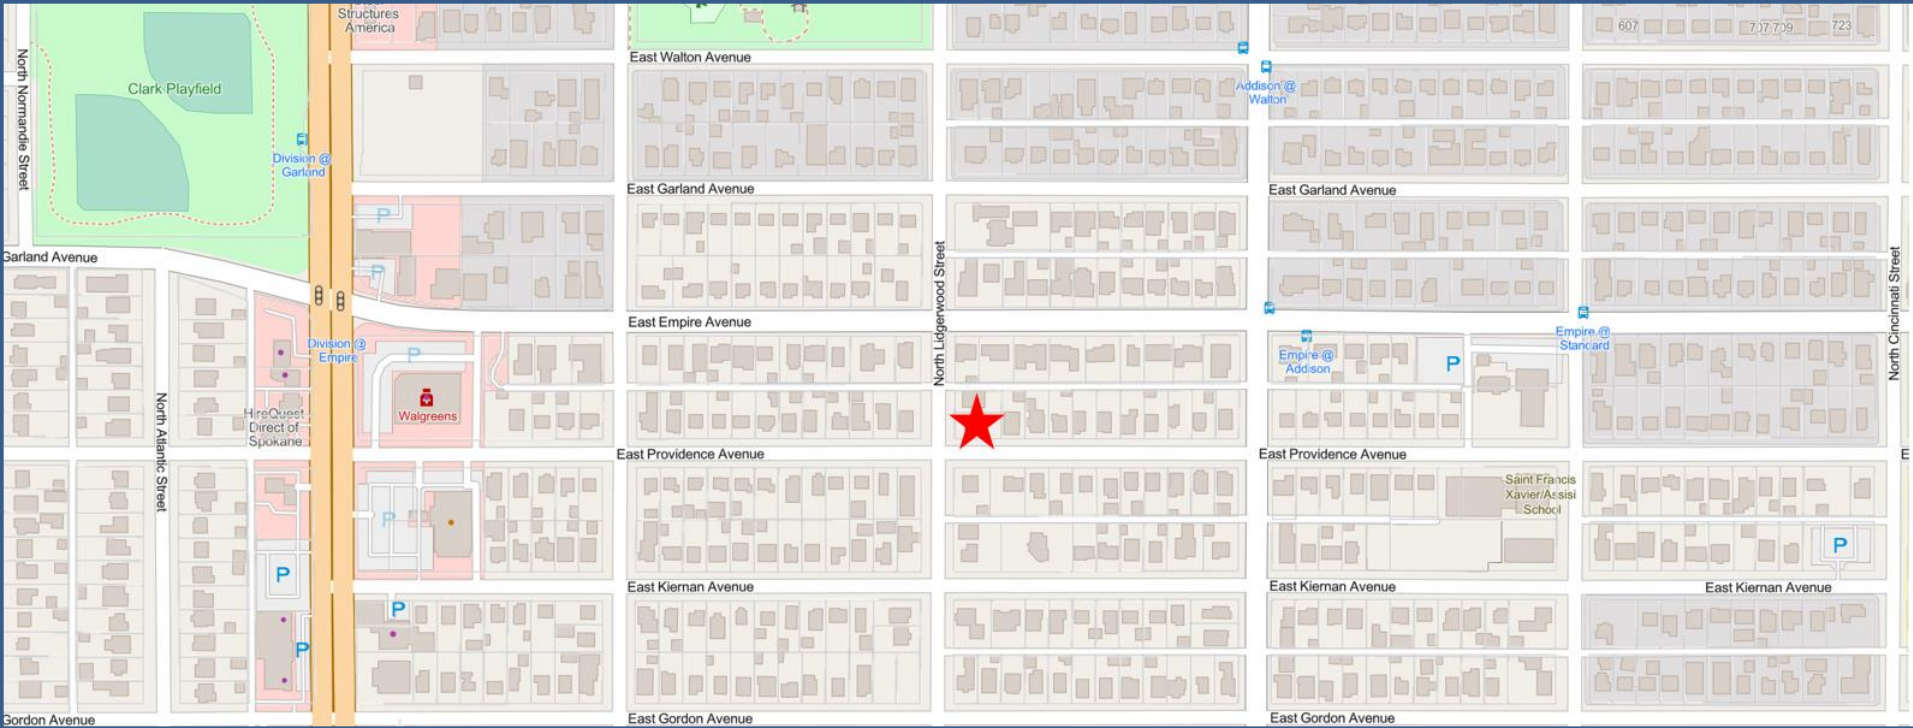 Structures
America
607
707 709
723
East Walton Avenue
North Normandie Street
Clark Playfield
Addison @
Walton
Division @
Garland
P
East Garland Avenue
East Garland Avenue
Garland Avenue
P
North Lidgerwood Street
North Cincinnati Street
East Empire Avenue
Division @
Empire
P
Empire @
Addison
P
Empire @
Standard
Walgreens
HireQuest
Direct of
Spokane
North Atlantic Street
East Providence Avenue
East Providence Avenue
E
Saint Francis
Xavier/Assisi
School
P
P
P
East Kiernan Avenue
East Kiernan Avenue
East Kiernan Avenue
P
P
Gordon Avenue
East Gordon Avenue
East Gordon Avenue